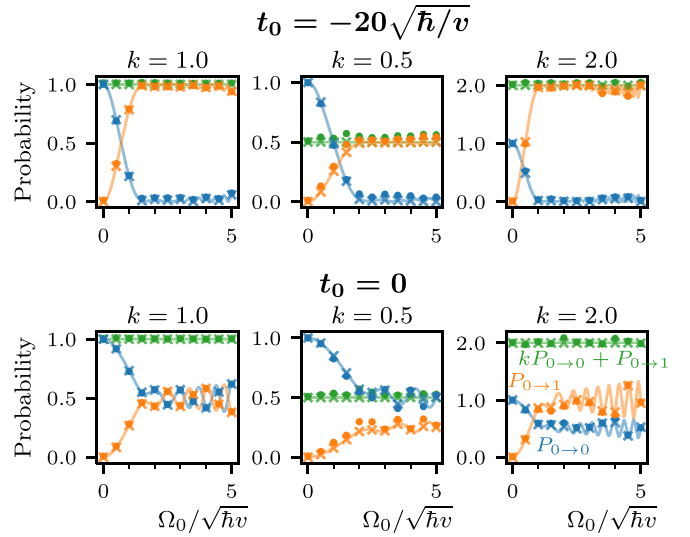 t₀ = −20√ħ/v
k = 1.0 k = 0.5 k = 2.0
Probability
1.0 0.5 0.0
1.0 0.5 0.0
2.0 1.0 0.0
0 5 0 5 0 5
t₀ = 0
k = 1.0 k = 0.5 k = 2.0
Probability
1.0 0.5 0.0
1.0 0.5 0.0
2.0 1.0 0.0
kP₀→₀ + P₀→₁
P₀→₁
P₀→₀
0 5 0 5 0 5
Ω₀/√ħv Ω₀/√ħv Ω₀/√ħv